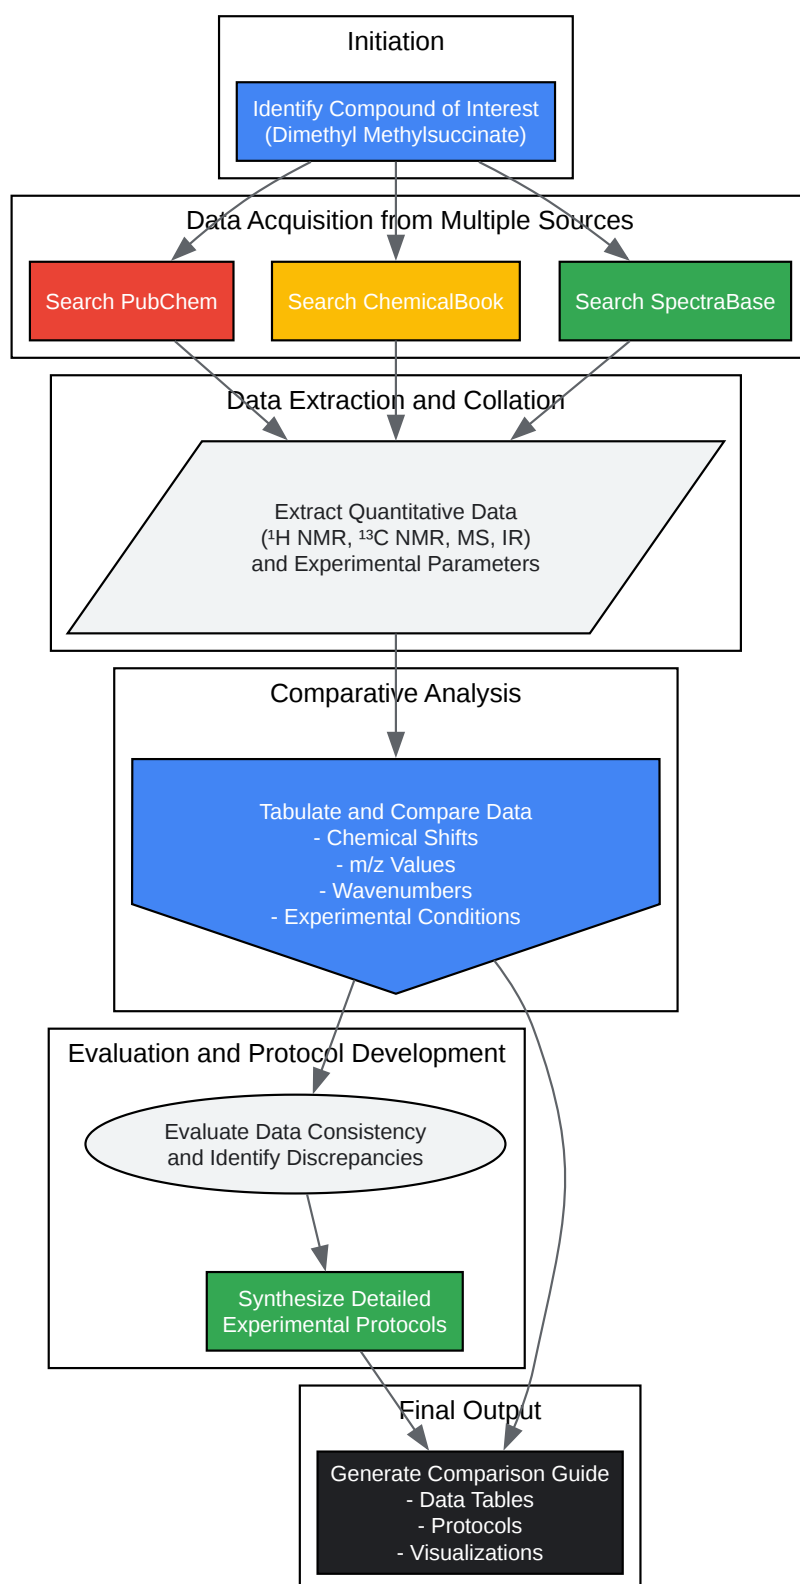 Initiation
Identify Compound of Interest
(Dimethyl Methylsuccinate)
Data Acquisition from Multiple Sources
Search PubChem
Search ChemicalBook
Search SpectraBase
Data Extraction and Collation
Extract Quantitative Data
(¹H NMR, ¹³C NMR, MS, IR)
and Experimental Parameters
Comparative Analysis
Tabulate and Compare Data
- Chemical Shifts
- m/z Values
- Wavenumbers
- Experimental Conditions
Evaluation and Protocol Development
Evaluate Data Consistency
and Identify Discrepancies
Synthesize Detailed
Experimental Protocols
Final Output
Generate Comparison Guide
- Data Tables
- Protocols
- Visualizations